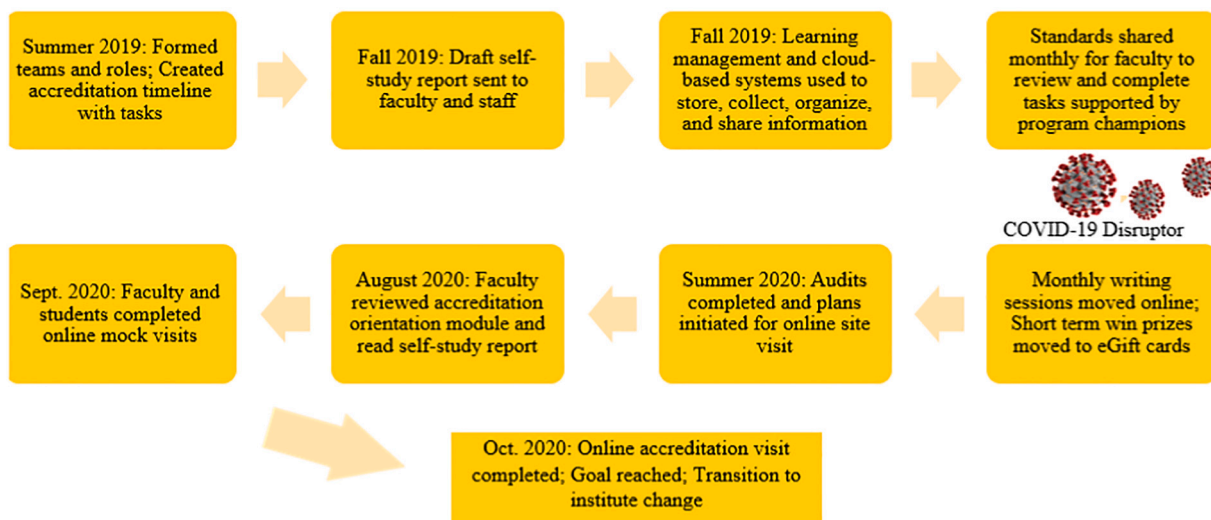 Summer 2019: Formed
teams and roles; Created
accreditation timeline
with tasks
Fall 2019: Draft self-
study report sent to
faculty and staff
Fall 2019: Learning
management and cloud-
based systems used to
store, collect, organize,
and share information
Standards shared
monthly for faculty to
review and complete
tasks supported by
program champions
COVID-19 Disruptor
Monthly writing
sessions moved online;
Short term win prizes
moved to eGift cards
Summer 2020: Audits
completed and plans
initiated for online site
visit
August 2020: Faculty
reviewed accreditation
orientation module and
read self-study report
Sept. 2020: Faculty and
students completed
online mock visits
Oct. 2020: Online accreditation visit
completed; Goal reached; Transition to
institute change